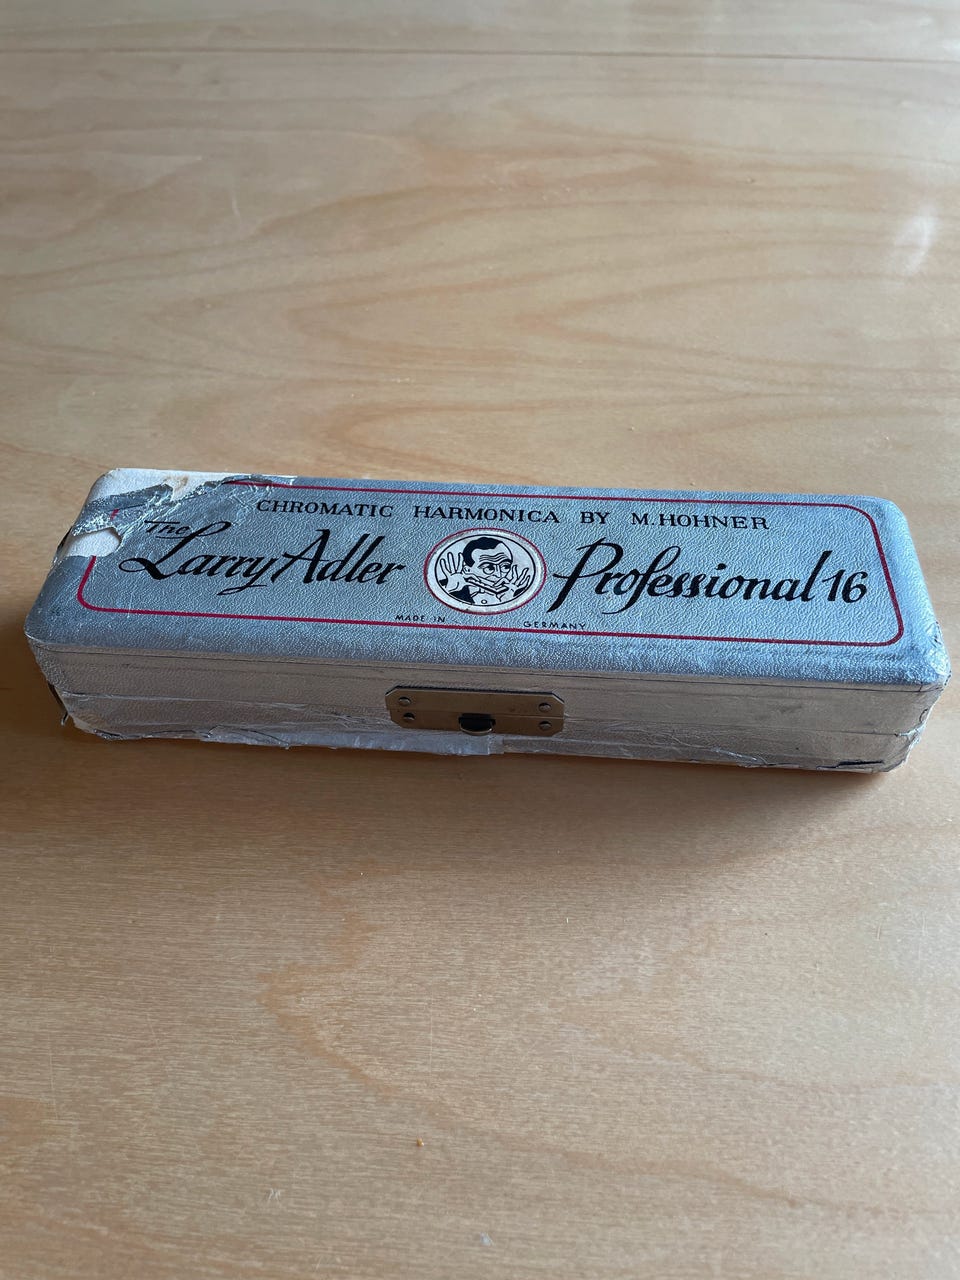 CHROMATIC HARMONICA BY M. HOHNER
The
Larry Adler Professional 16
MADE IN GERMANY